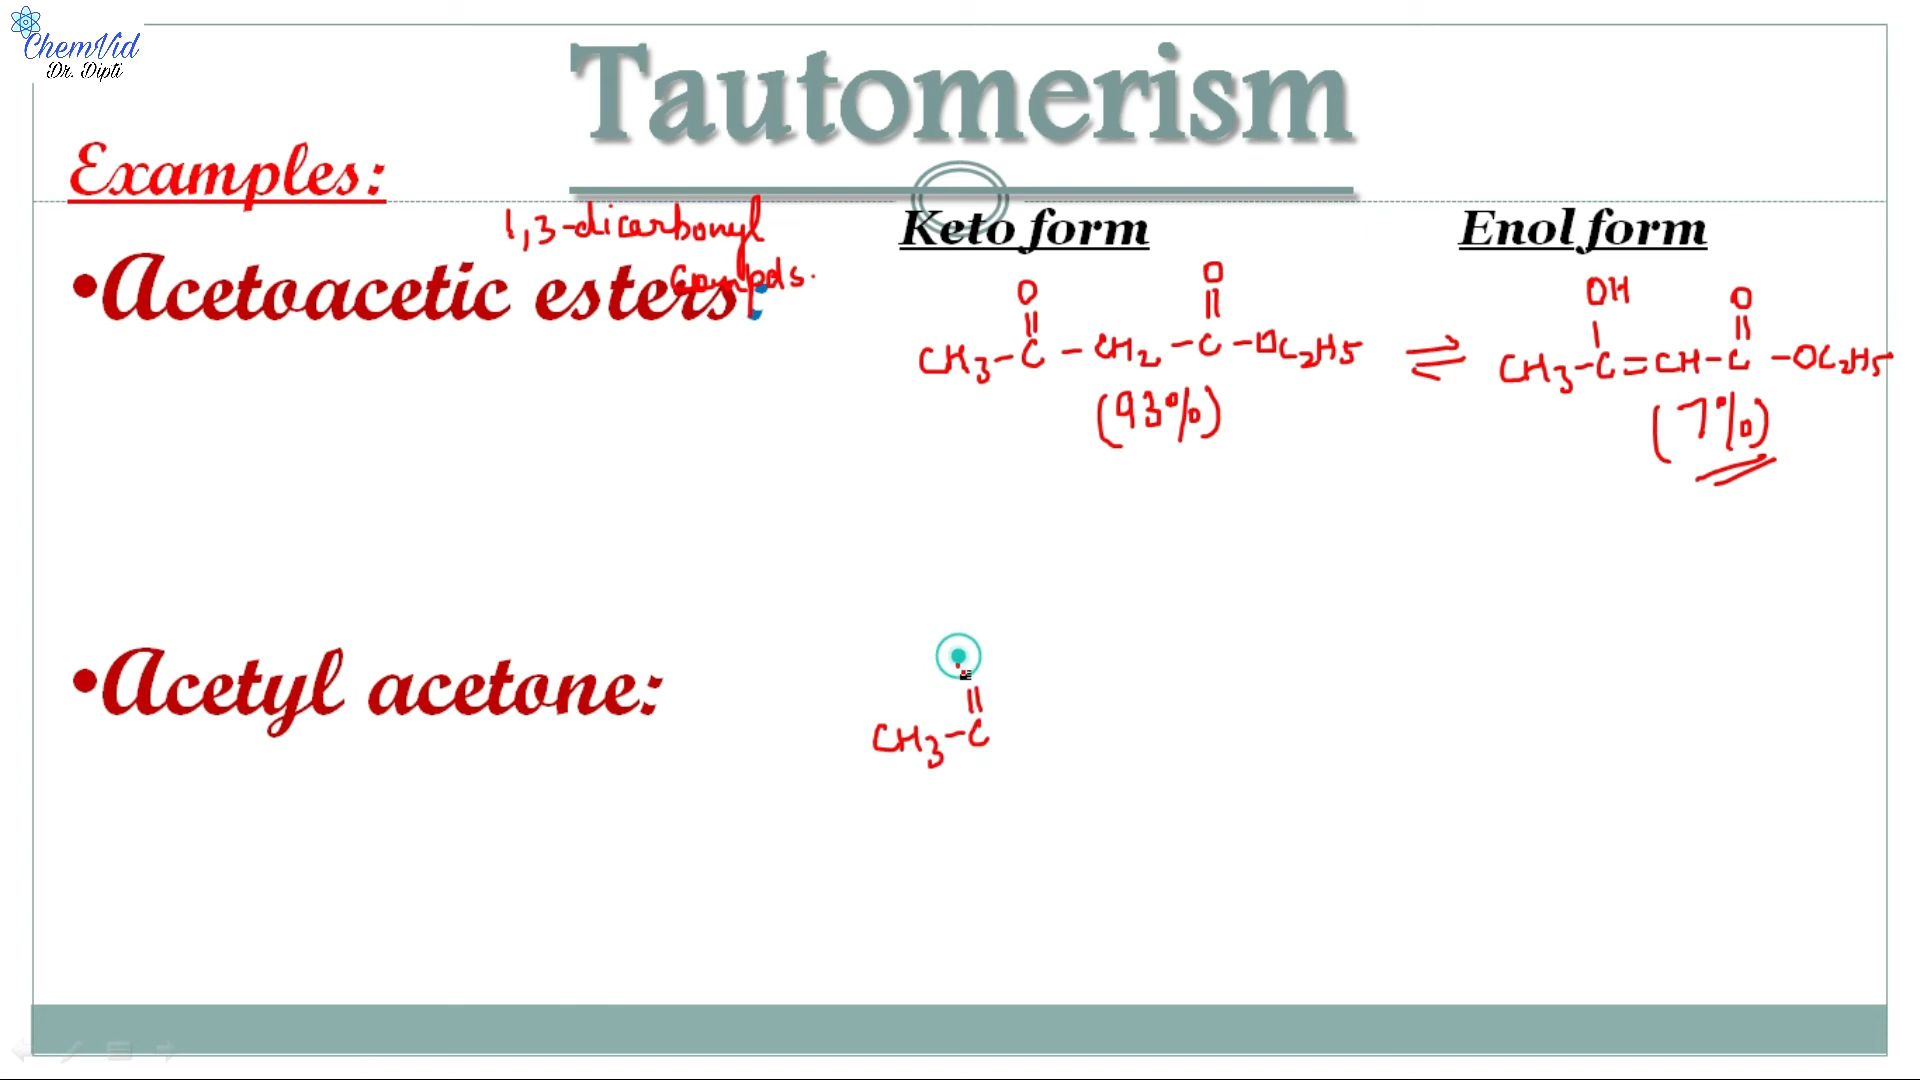 ChemVid
Dr. Dipti
Tautomerism
Examples:
1,3-dicarbonyl
compds.
Keto form
Enol form
•Acetoacetic esters:
O O
CH3-C-CH2-C-OC2H5 ⇌
(93%)
OH O
CH3-C=CH-C-OC2H5
(7%)
•Acetyl acetone:
CH3-C